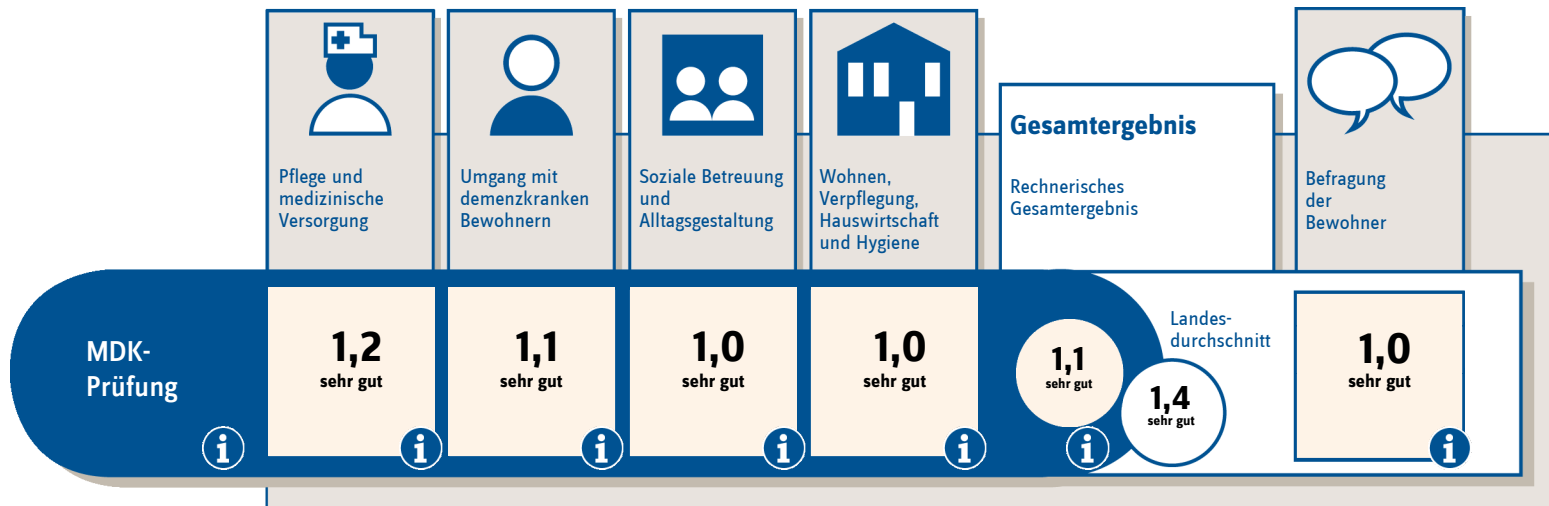 Pflege und
medizinische
Versorgung
Umgang mit
demenzkranken
Bewohnern
Soziale Betreuung
und
Alltagsgestaltung
Wohnen,
Verpflegung,
Hauswirtschaft
und Hygiene
Gesamtergebnis
Rechnerisches
Gesamtergebnis
Befragung
der
Bewohner
MDK-
Prüfung
i
1,2
sehr gut
i
1,1
sehr gut
i
1,0
sehr gut
i
1,0
sehr gut
i
1,1
sehr gut
i
Landes-
durchschnitt
1,4
sehr gut
1,0
sehr gut
i